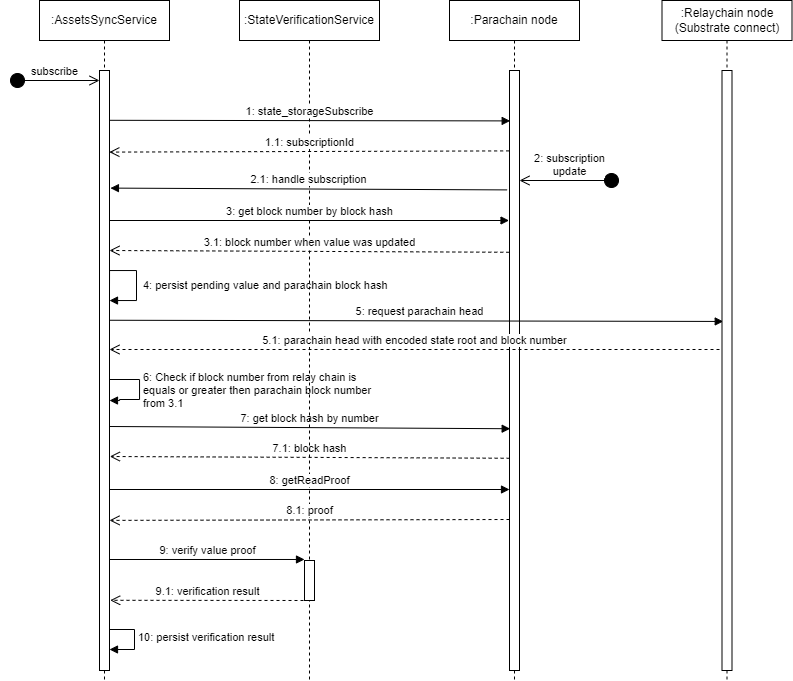 :AssetsSyncService
:StateVerificationService
:Parachain node
:Relaychain node
(Substrate connect)
subscribe
1: state_storageSubscribe
1.1: subscriptionId
2: subscription
update
2.1: handle subscription
3: get block number by block hash
3.1: block number when value was updated
4: persist pending value and parachain block hash
5: request parachain head
5.1: parachain head with encoded state root and block number
6: Check if block number from relay chain is
equals or greater then parachain block number
from 3.1
7: get block hash by number
7.1: block hash
8: getReadProof
8.1: proof
9: verify value proof
9.1: verification result
10: persist verification result